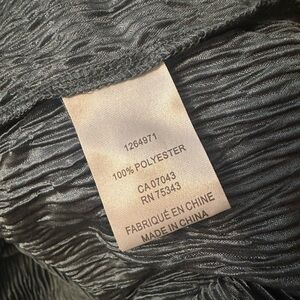 1264971
100% POLYESTER
CA 07043
RN 75343
FABRIQUÉ EN CHINE
MADE IN CHINA